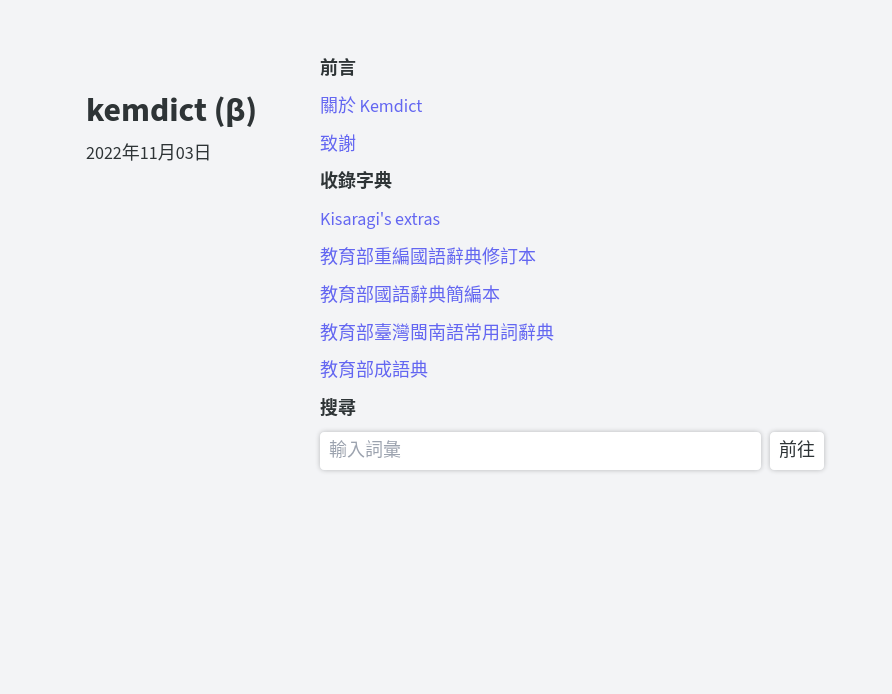 kemdict (β)
2022年11月03日
前言
關於 Kemdict
致謝
收錄字典
Kisaragi's extras
教育部重編國語辭典修訂本
教育部國語辭典簡編本
教育部臺灣閩南語常用詞辭典
教育部成語典
搜尋
輸入詞彙
前往